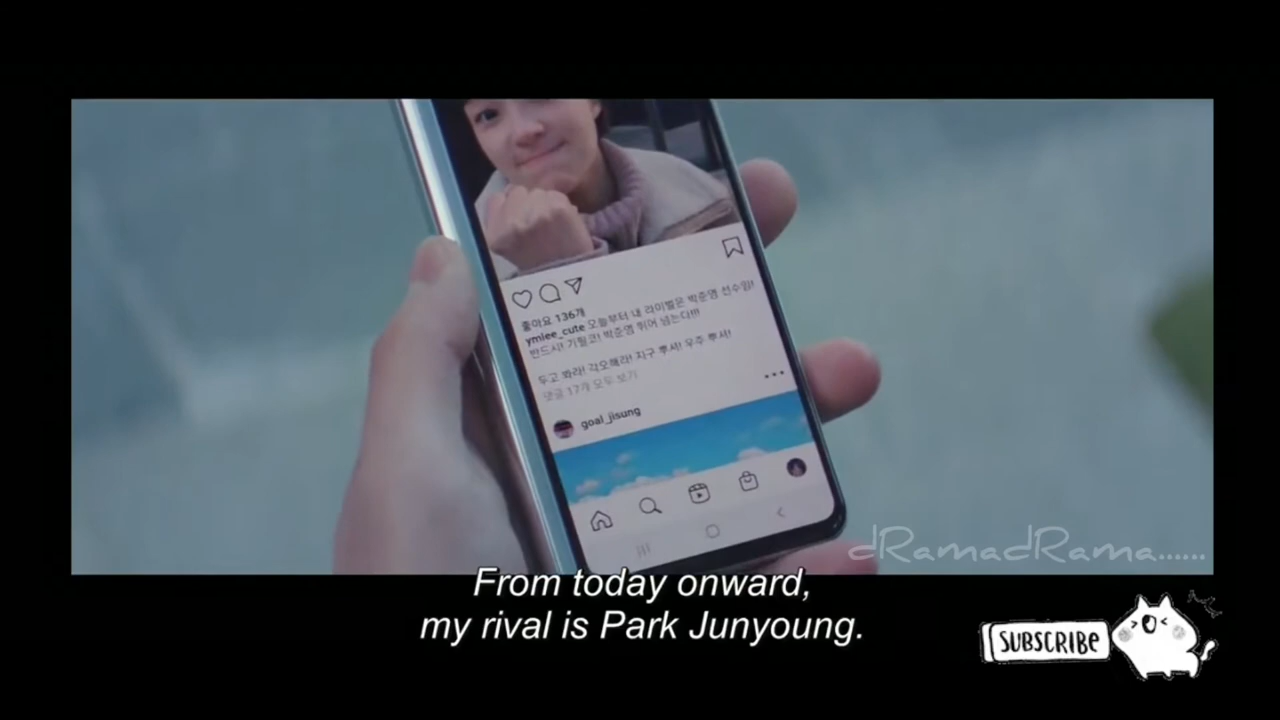 좋아요 136개
ymlee_cute 오늘부터 내 라이벌은 박준영 선수임!
반드시! 기필코! 박준영 뛰어 넘는다!!!
두고 봐라! 각오해라! 지구 뿌셔! 우주 뿌셔!
댓글 17개 모두 보기
goal_jisung
dRamadRama......
From today onward,
my rival is Park Junyoung.
SUBSCRIBe